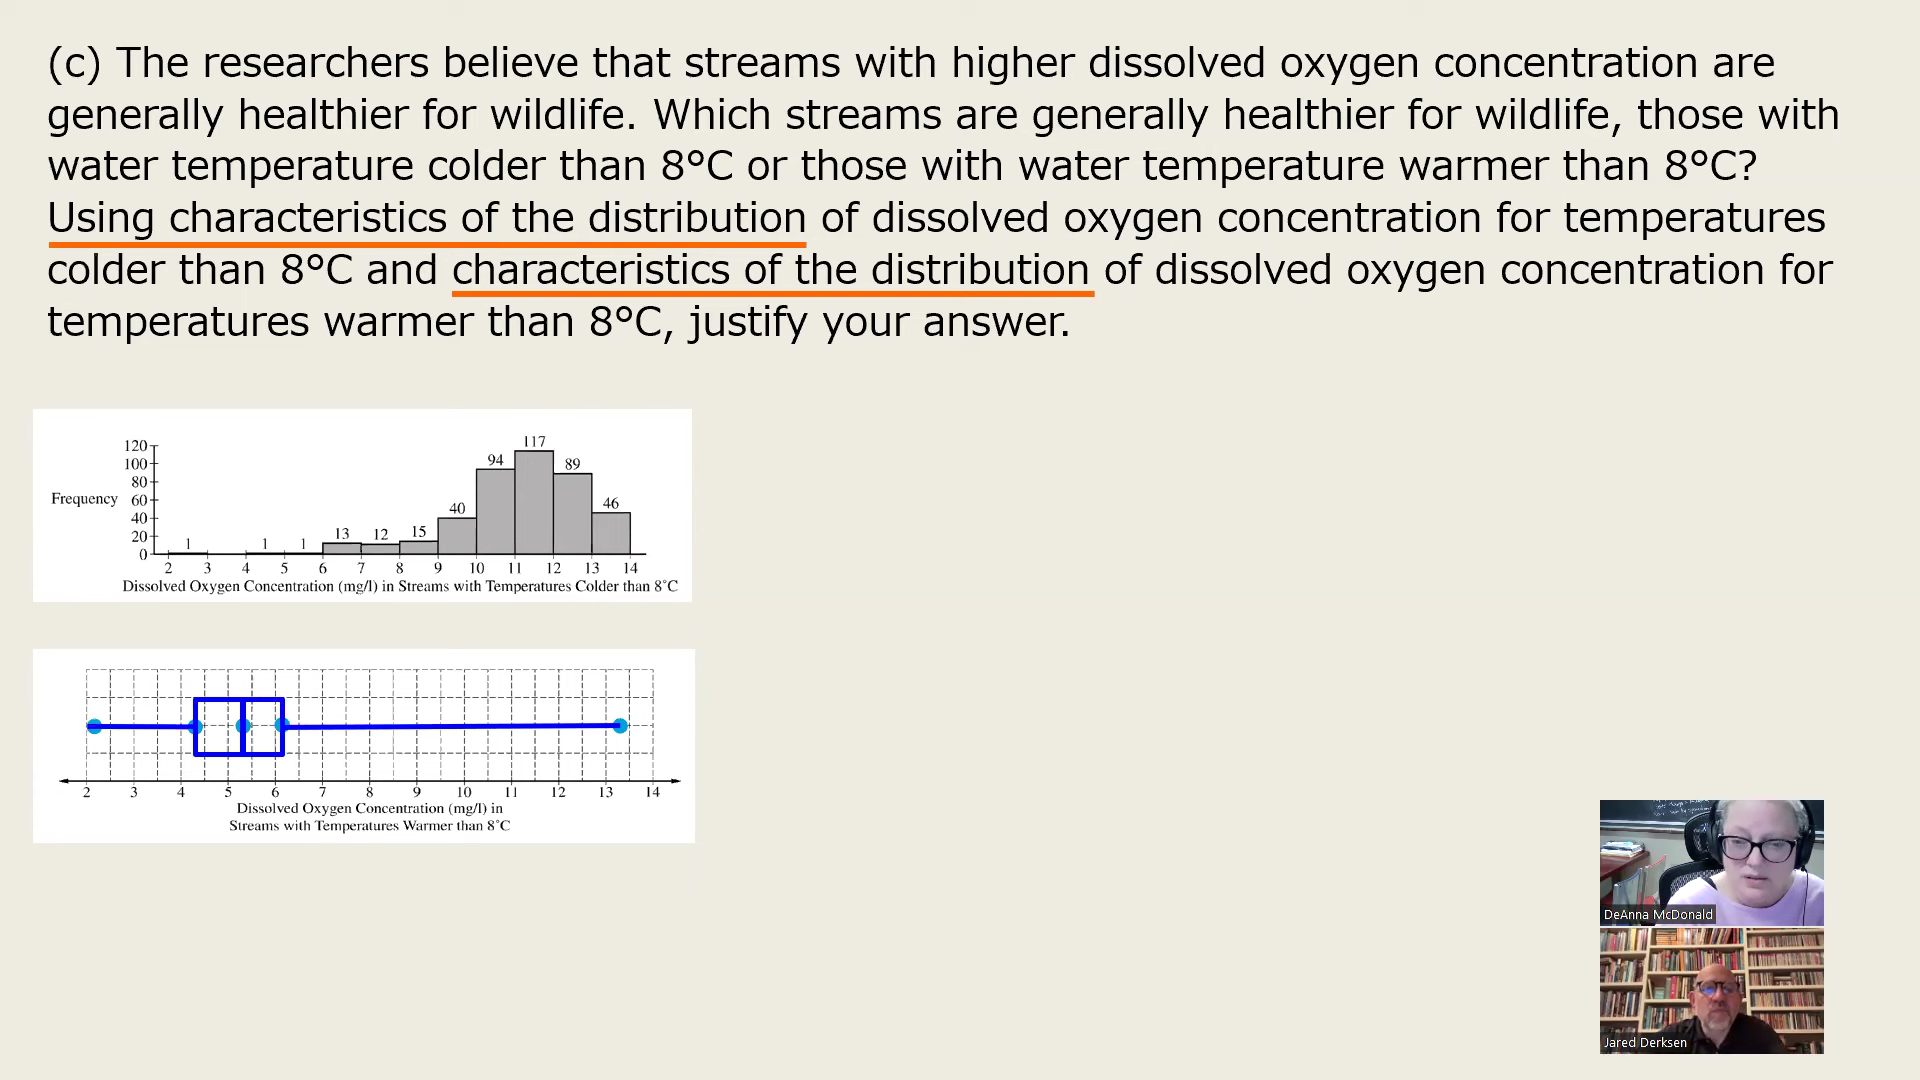 (c) The researchers believe that streams with higher dissolved oxygen concentration are
generally healthier for wildlife. Which streams are generally healthier for wildlife, those with
water temperature colder than 8°C or those with water temperature warmer than 8°C?
Using characteristics of the distribution of dissolved oxygen concentration for temperatures
colder than 8°C and characteristics of the distribution of dissolved oxygen concentration for
temperatures warmer than 8°C, justify your answer.
Frequency
120
100
80
60
40
20
0
1 1 1 13 12 15 40 94 117 89 46
2 3 4 5 6 7 8 9 10 11 12 13 14
Dissolved Oxygen Concentration (mg/l) in Streams with Temperatures Colder than 8°C
2 3 4 5 6 7 8 9 10 11 12 13 14
Dissolved Oxygen Concentration (mg/l) in
Streams with Temperatures Warmer than 8°C
DeAnna McDonald
Jared Derksen